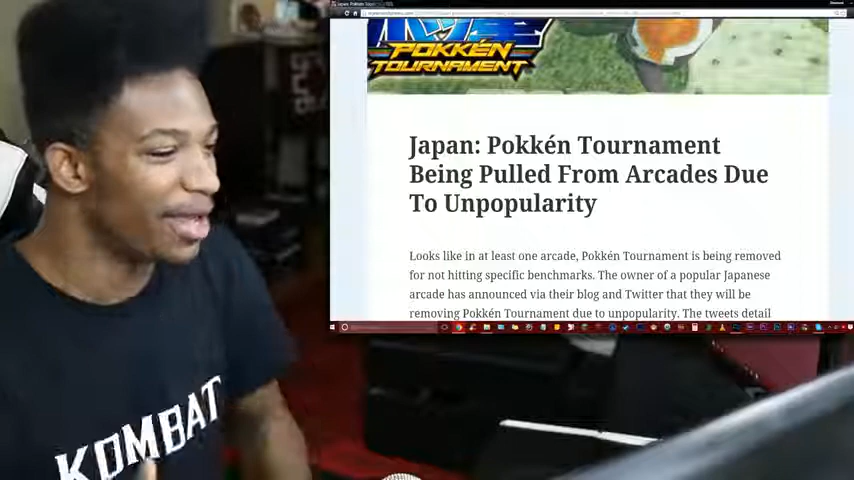 POKKÉN
TOURNAMENT
Japan: Pokkén Tournament
Being Pulled From Arcades Due
To Unpopularity
Looks like in at least one arcade, Pokkén Tournament is being removed
for not hitting specific benchmarks. The owner of a popular Japanese
arcade has announced via their blog and Twitter that they will be
removing Pokkén Tournament due to unpopularity. The tweets detail
KOMBAT